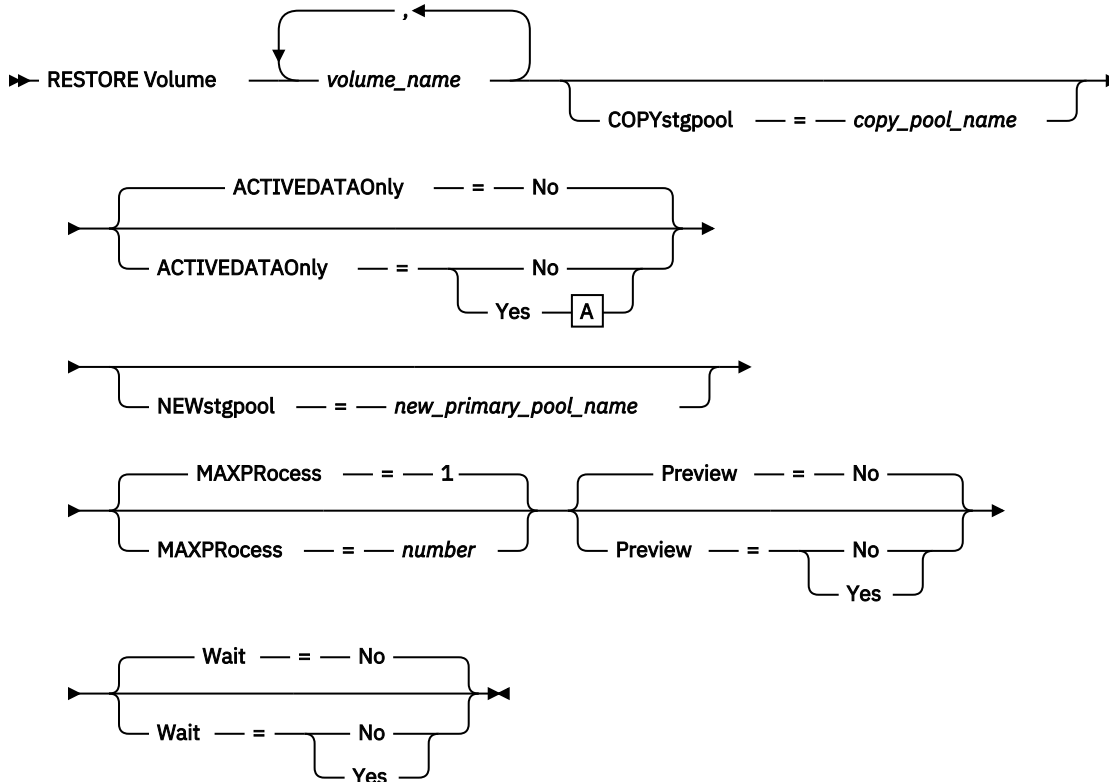 ,
RESTORE Volume volume_name
COPYstgpool = copy_pool_name
ACTIVEDATAOnly = No
ACTIVEDATAOnly = No
Yes A
NEWstgpool = new_primary_pool_name
MAXPRocess = 1 Preview = No
MAXPRocess = number Preview = No
Yes
Wait = No
Wait = No
Yes